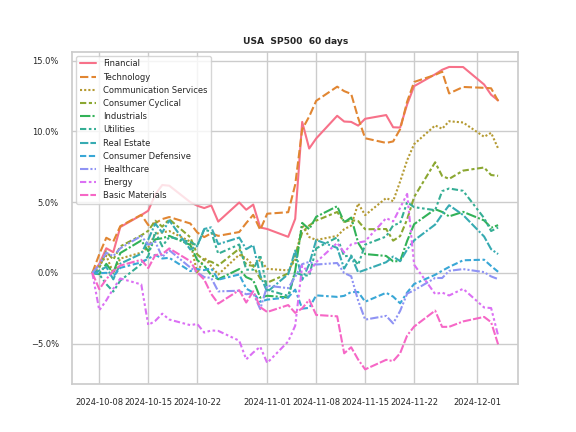 USA SP500 60 days
15.0%
10.0%
5.0%
0.0%
−5.0%
Financial
Technology
Communication Services
Consumer Cyclical
Industrials
Utilities
Real Estate
Consumer Defensive
Healthcare
Energy
Basic Materials
2024-10-08 2024-10-15 2024-10-22 2024-11-01 2024-11-08 2024-11-15 2024-11-22 2024-12-01